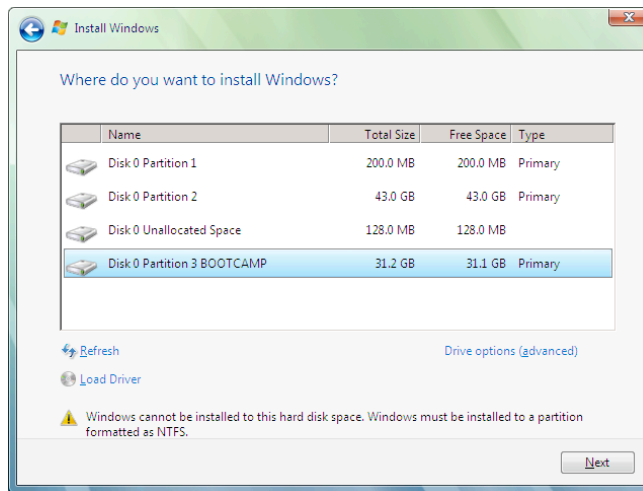 Install Windows
Where do you want to install Windows?
Name Total Size Free Space Type
Disk 0 Partition 1 200.0 MB 200.0 MB Primary
Disk 0 Partition 2 43.0 GB 43.0 GB Primary
Disk 0 Unallocated Space 128.0 MB 128.0 MB
Disk 0 Partition 3 BOOTCAMP 31.2 GB 31.1 GB Primary
Refresh Drive options (advanced)
Load Driver
Windows cannot be installed to this hard disk space. Windows must be installed to a partition
formatted as NTFS.
Next